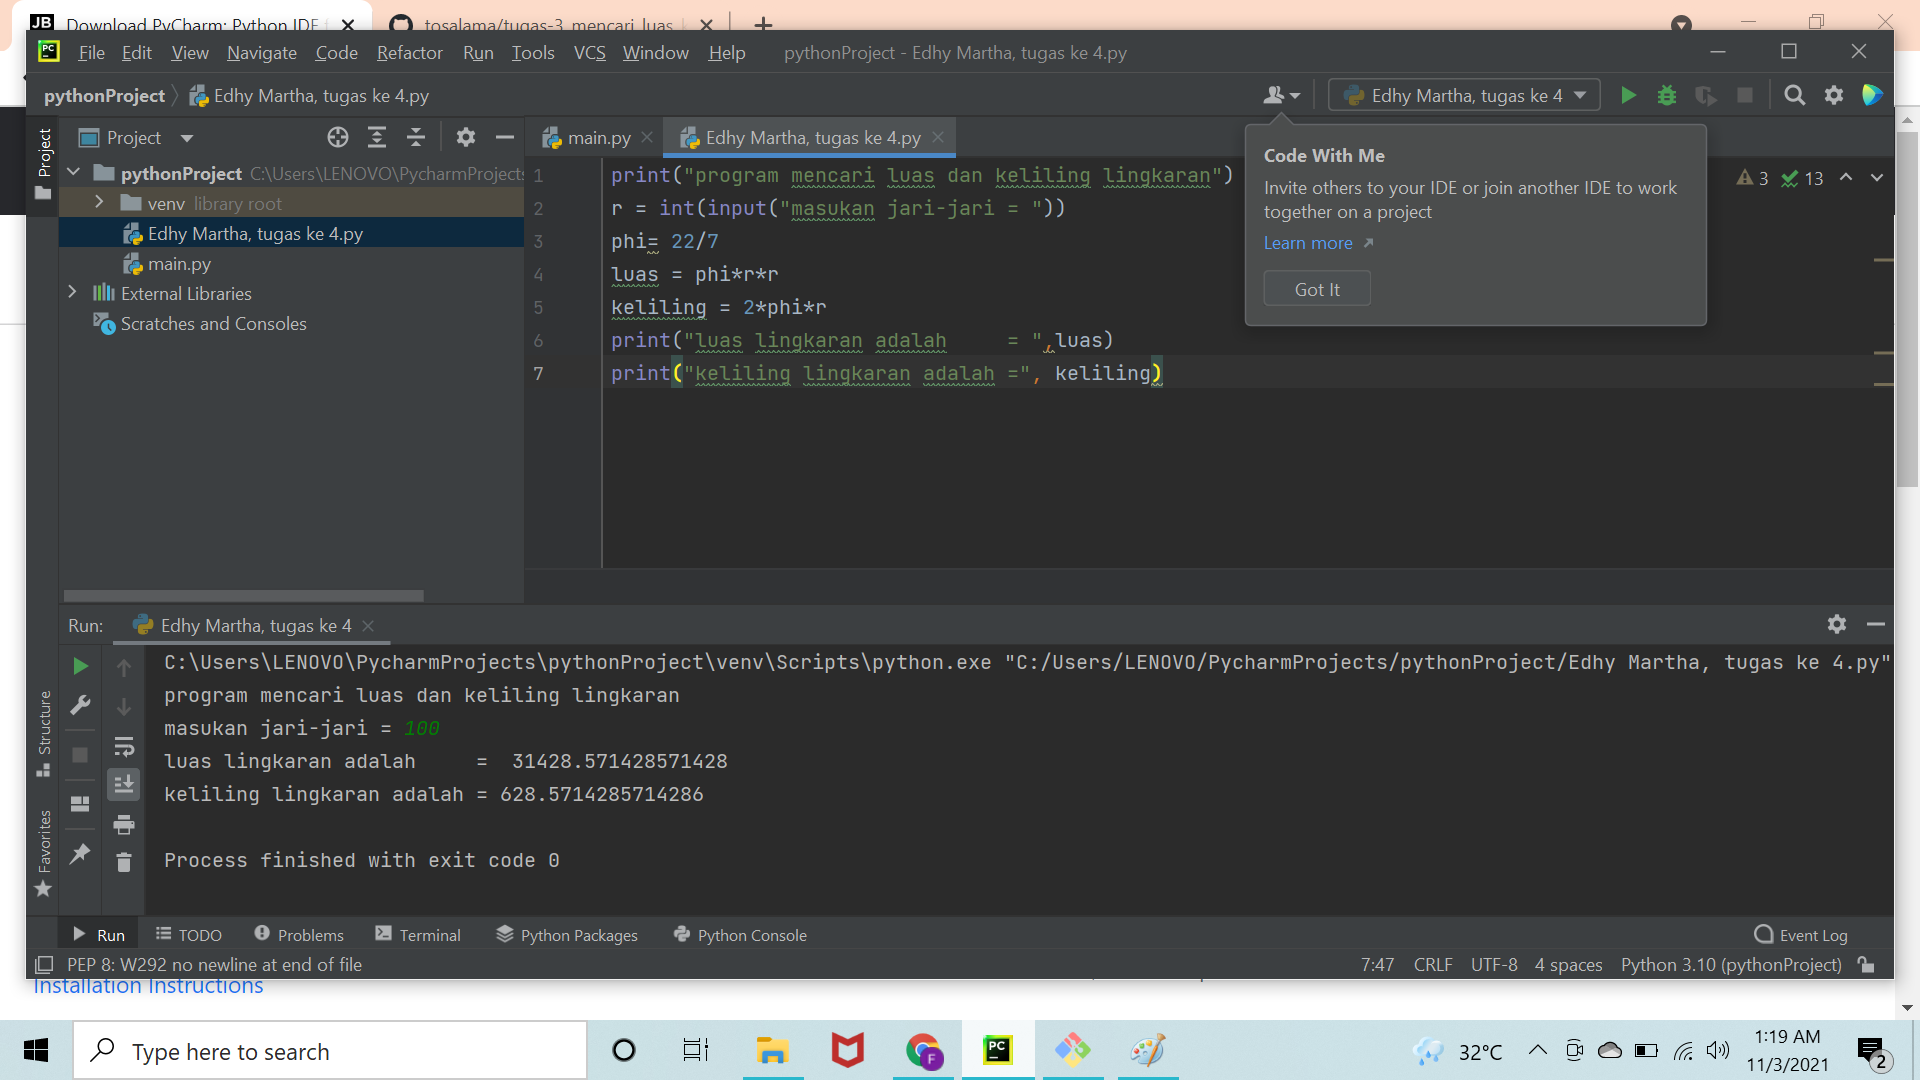 Download PyCharm: Python IDE f
tosalama/tugas-3_mencari_luas_l
File Edit View Navigate Code Refactor Run Tools VCS Window Help pythonProject - Edhy Martha, tugas ke 4.py
pythonProject Edhy Martha, tugas ke 4.py
Edhy Martha, tugas ke 4
Project
main.py
Edhy Martha, tugas ke 4.py
Project
pythonProject C:\Users\LENOVO\PycharmProjects
venv library root
Edhy Martha, tugas ke 4.py
main.py
External Libraries
Scratches and Consoles
1 print("program mencari luas dan keliling lingkaran")
2 r = int(input("masukan jari-jari = "))
3 phi= 22/7
4 luas = phi*r*r
5 keliling = 2*phi*r
6 print("luas lingkaran adalah     = ",luas)
7 print("keliling lingkaran adalah =", keliling)
3 13
Code With Me
Invite others to your IDE or join another IDE to work
together on a project
Learn more
Got It
Run: Edhy Martha, tugas ke 4
C:\Users\LENOVO\PycharmProjects\pythonProject\venv\Scripts\python.exe "C:/Users/LENOVO/PycharmProjects/pythonProject/Edhy Martha, tugas ke 4.py"
program mencari luas dan keliling lingkaran
masukan jari-jari = 100
luas lingkaran adalah     =  31428.571428571428
keliling lingkaran adalah = 628.5714285714286
Process finished with exit code 0
Structure
Favorites
Run TODO Problems Terminal Python Packages Python Console Event Log
PEP 8: W292 no newline at end of file
7:47 CRLF UTF-8 4 spaces Python 3.10 (pythonProject)
Installation Instructions
Type here to search
32°C
1:19 AM
11/3/2021
2